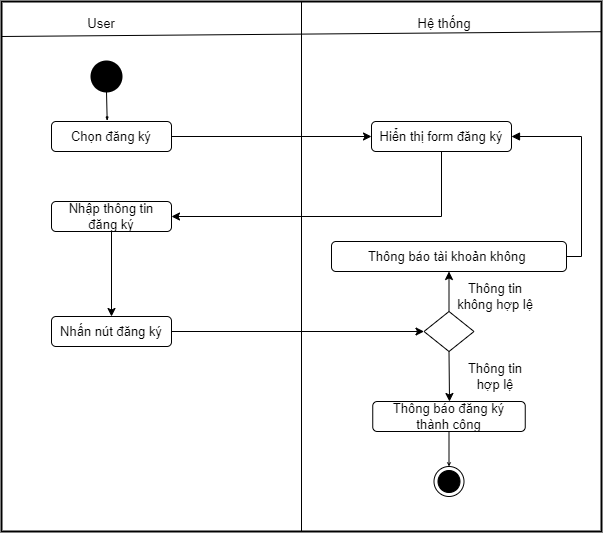 User
Hệ thống
Chọn đăng ký
Hiển thị form đăng ký
Nhập thông tin
đăng ký
Thông báo tài khoản không
Thông tin
không hợp lệ
Nhấn nút đăng ký
Thông tin
hợp lệ
Thông báo đăng ký
thành công